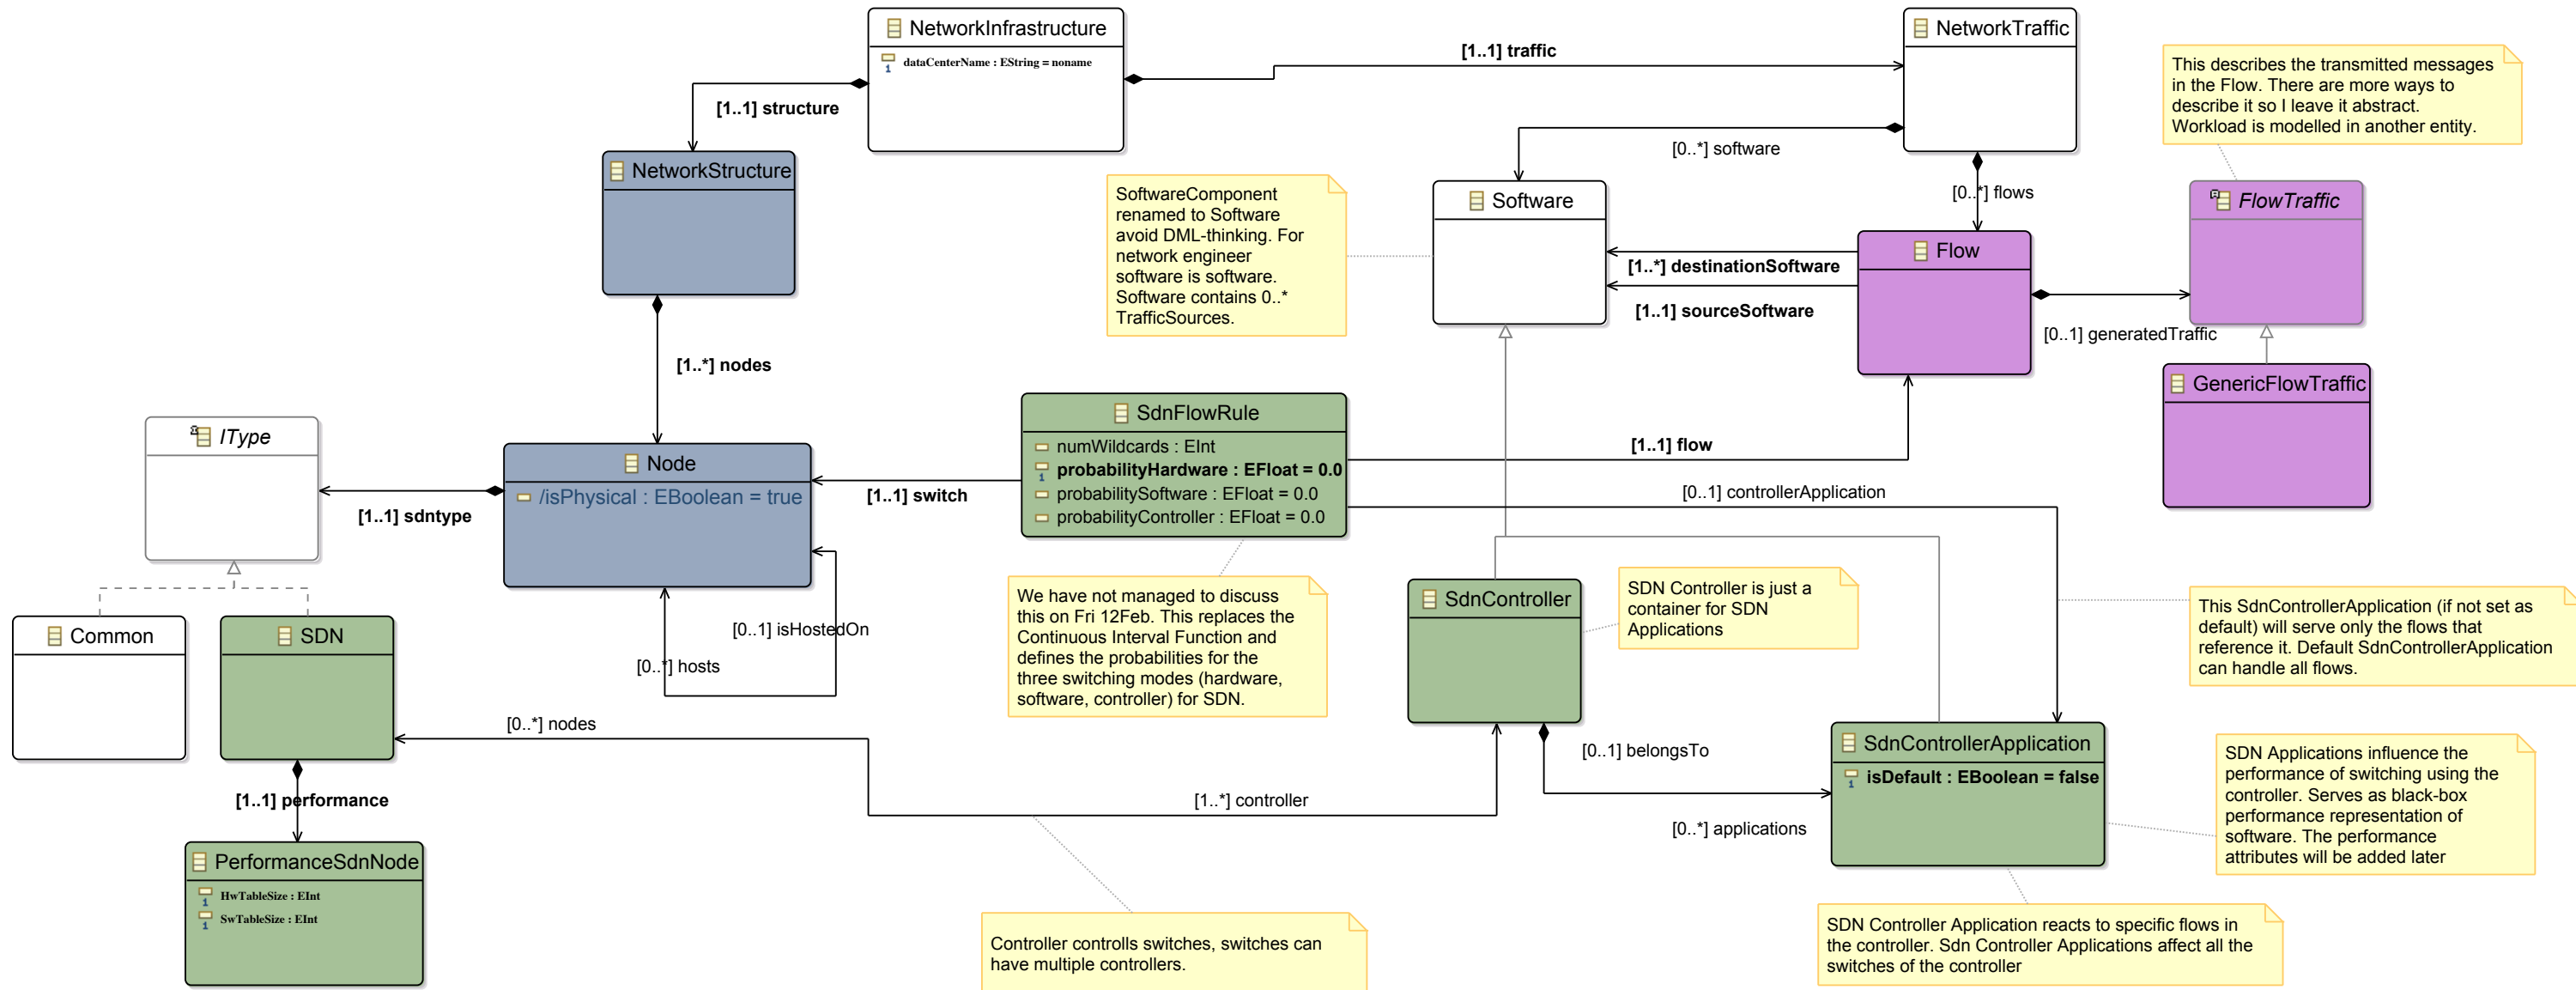 NetworkInfrastructure
dataCenterName : EString = noname
[1..1] traffic
NetworkTraffic
This describes the transmitted messages
in the Flow. There are more ways to
describe it so I leave it abstract.
Workload is modelled in another entity.
[1..1] structure
NetworkStructure
[0..*] software
SoftwareComponent
renamed to Software
avoid DML-thinking. For
network engineer
software is software.
Software contains 0..*
TrafficSources.
Software
[0..*] flows
FlowTraffic
Flow
[1..*] destinationSoftware
[1..1] sourceSoftware
[0..1] generatedTraffic
GenericFlowTraffic
[1..*] nodes
IType
Node
/isPhysical : EBoolean = true
[1..1] sdntype
[1..1] switch
SdnFlowRule
numWildcards : EInt
probabilityHardware : EFloat = 0.0
probabilitySoftware : EFloat = 0.0
probabilityController : EFloat = 0.0
[1..1] flow
[0..1] controllerApplication
Common
SDN
[0..1] isHostedOn
[0..*] hosts
We have not managed to discuss
this on Fri 12Feb. This replaces the
Continuous Interval Function and
defines the probabilities for the
three switching modes (hardware,
software, controller) for SDN.
SdnController
SDN Controller is just a
container for SDN
Applications
This SdnControllerApplication (if not set as
default) will serve only the flows that
reference it. Default SdnControllerApplication
can handle all flows.
[0..*] nodes
[0..1] belongsTo
SdnControllerApplication
isDefault : EBoolean = false
SDN Applications influence the
performance of switching using the
controller. Serves as black-box
performance representation of
software. The performance
attributes will be added later
[1..1] performance
[1..*] controller
[0..*] applications
PerformanceSdnNode
HwTableSize : EInt
SwTableSize : EInt
Controller controlls switches, switches can
have multiple controllers.
SDN Controller Application reacts to specific flows in
the controller. Sdn Controller Applications affect all the
switches of the controller